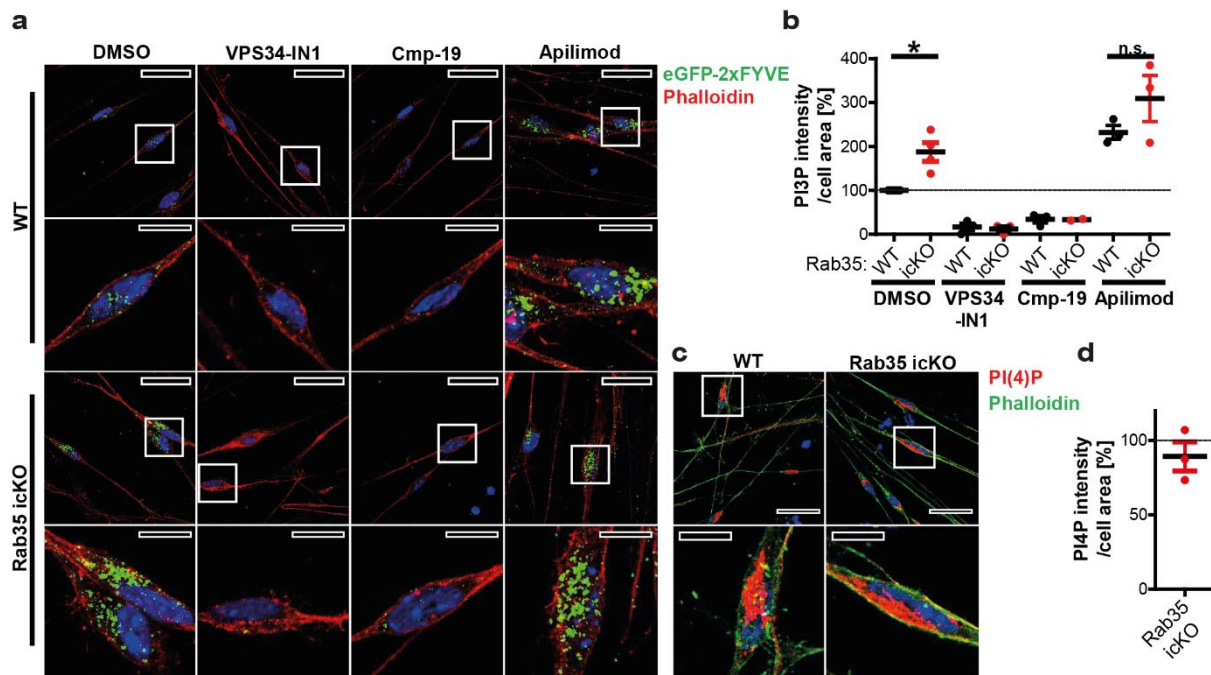 a
DMSO VPS34-IN1 Cmp-19 Apilimod
eGFP-2xFYVE
Phalloidin
WT
Rab35 icKO
b
PI3P intensity
/cell area [%]
400
300
200
100
0
*
n.s.
Rab35: WT icKO WT icKO WT icKO WT icKO
DMSO VPS34 Cmp-19 Apilimod
-IN1
c
WT Rab35 icKO
PI(4)P
Phalloidin
d
PI4P intensity
/cell area [%]
100
50
0
Rab35
icKO